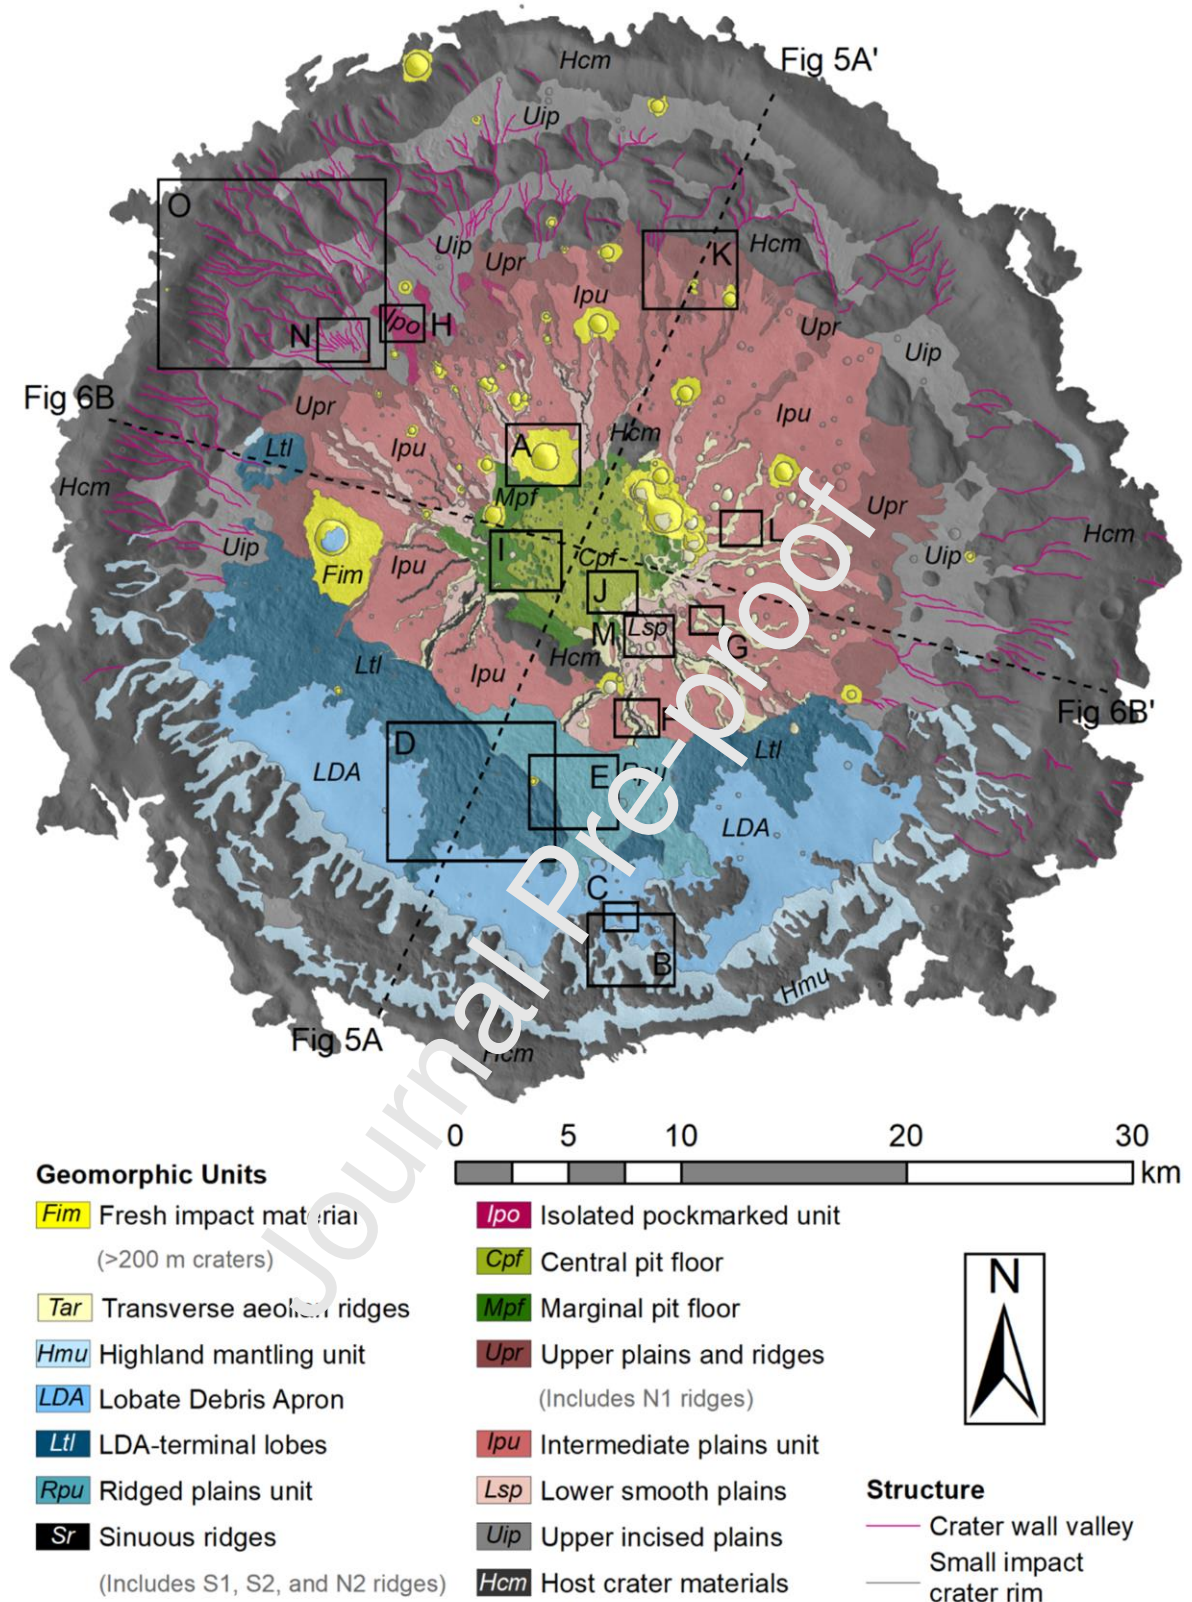 Hcm
Fig 5A'
Uip
O
Uip
Hcm
K
Upr
Ipu
Ipo
H
N
Upr
Uip
Fig 6B
Upr
Ipu
Ltl
Ipu
A
Hcm
Hcm
Mpf
Upr
I
Cpf
L
Uip
Hcm
Uip
Fim
Ipu
J
M
Lsp
G
Hcm
Ltl
Ipu
F
Fig 6B'
D
Ltl
LDA
E
Rpu
LDA
C
B
Hmu
Fig 5A
Hcm
Journal Pre-proof
0 5 10 20 30
km
Geomorphic Units
Fim Fresh impact material
(>200 m craters)
Tar Transverse aeolian ridges
Hmu Highland mantling unit
LDA Lobate Debris Apron
Ltl LDA-terminal lobes
Rpu Ridged plains unit
Sr Sinuous ridges
(Includes S1, S2, and N2 ridges)
Ipo Isolated pockmarked unit
Cpf Central pit floor
Mpf Marginal pit floor
Upr Upper plains and ridges
(Includes N1 ridges)
Ipu Intermediate plains unit
Lsp Lower smooth plains
Uip Upper incised plains
Hcm Host crater materials
N
Structure
Crater wall valley
Small impact
crater rim